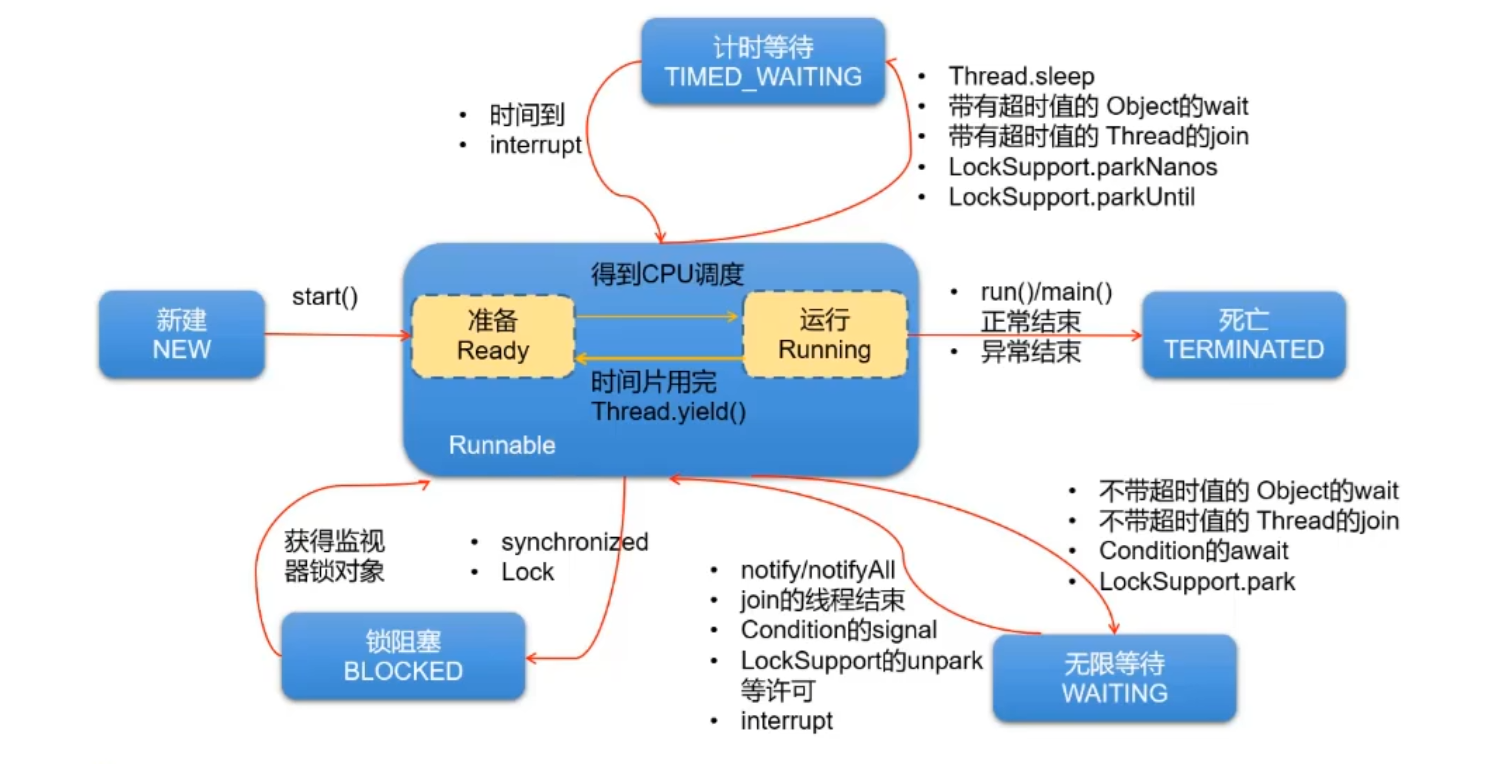 计时等待
TIMED_WAITING
• Thread.sleep
• 带有超时值的 Object的wait
• 带有超时值的 Thread的join
• LockSupport.parkNanos
• LockSupport.parkUntil
• 时间到
• interrupt
得到CPU调度
新建
NEW
start()
准备
Ready
运行
Running
• run()/main()
正常结束
• 异常结束
死亡
TERMINATED
时间片用完
Thread.yield()
Runnable
获得监视
器锁对象
• synchronized
• Lock
锁阻塞
BLOCKED
• notify/notifyAll
• join的线程结束
• Condition的signal
• LockSupport的unpark
等许可
• interrupt
• 不带超时值的 Object的wait
• 不带超时值的 Thread的join
• Condition的await
• LockSupport.park
无限等待
WAITING